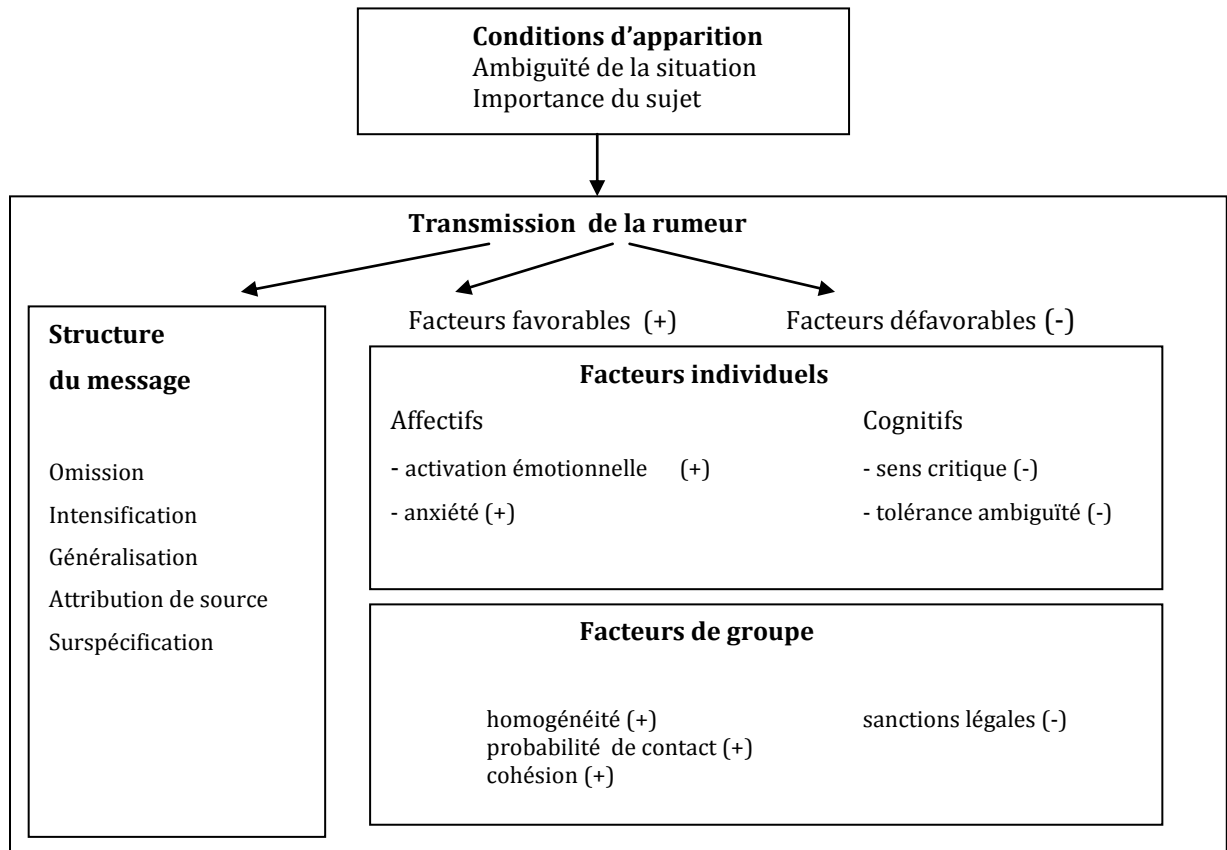 Conditions d’apparition
Ambiguïté de la situation
Importance du sujet
Transmission de la rumeur
Structure
du message
Omission
Intensification
Généralisation
Attribution de source
Surspécification
Facteurs favorables (+)
Facteurs défavorables (-)
Facteurs individuels
Affectifs
- activation émotionnelle (+)
- anxiété (+)
Cognitifs
- sens critique (-)
- tolérance ambiguïté (-)
Facteurs de groupe
homogénéité (+)
probabilité de contact (+)
cohésion (+)
sanctions légales (-)